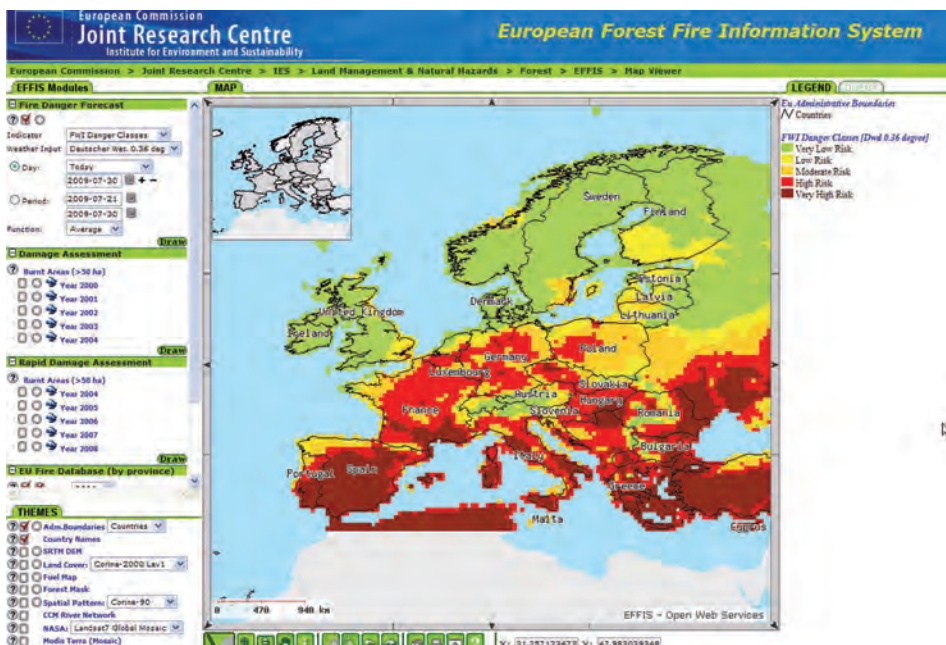 European Commission
Joint Research Centre
Institute for Environment and Sustainability
European Forest Fire Information System
European Commission > Joint Research Centre > IES > Land Management & Natural Hazards > Forest > EFFIS > Map Viewer
EFFIS Modules
Fire Danger Forecast
Indicator FWI Danger Classes
Weather Input Deutscher Wet. 0.36 deg
Day: Today
2009-07-30
Period: 2009-07-21
2009-07-30
Function: Average
Draw
Damage Assessment
Burnt Areas (>50 ha)
Year 2000
Year 2001
Year 2002
Year 2003
Year 2004
Draw
Rapid Damage Assessment
Burnt Areas (>50 ha)
Year 2004
Year 2005
Year 2006
Year 2007
Year 2008
Draw
EU Fire Database (by province)
THEMES
Adm.Boundaries Countries
Country Names
SRTM DEM
Land Cover: Corine-2000 Lev1
Fuel Map
Forest Mask
Spatial Pattern: Corine-90
CCM River Network
NASA: Landsat7 Global Mosaic
Modis Terra (Mosaic)
MAP
Sweden
Finland
Estonia
Latvia
Lithuania
Denmark
United Kingdom
Ireland
Germany
Poland
Luxembourg
Slovakia
Austria
Hungary
France
Slovenia
Romania
Bulgaria
Italy
Portugal
Spain
Greece
Malta
Cyprus
0 470 940 km
EFFIS - Open Web Services
X: 31.257123473 Y: 47.983039348
LEGEND
Eu Administrative Boundaries
Countries
FWI Danger Classes [Dwd 0.36 degree]
Very Low Risk
Low Risk
Moderate Risk
High Risk
Very High Risk